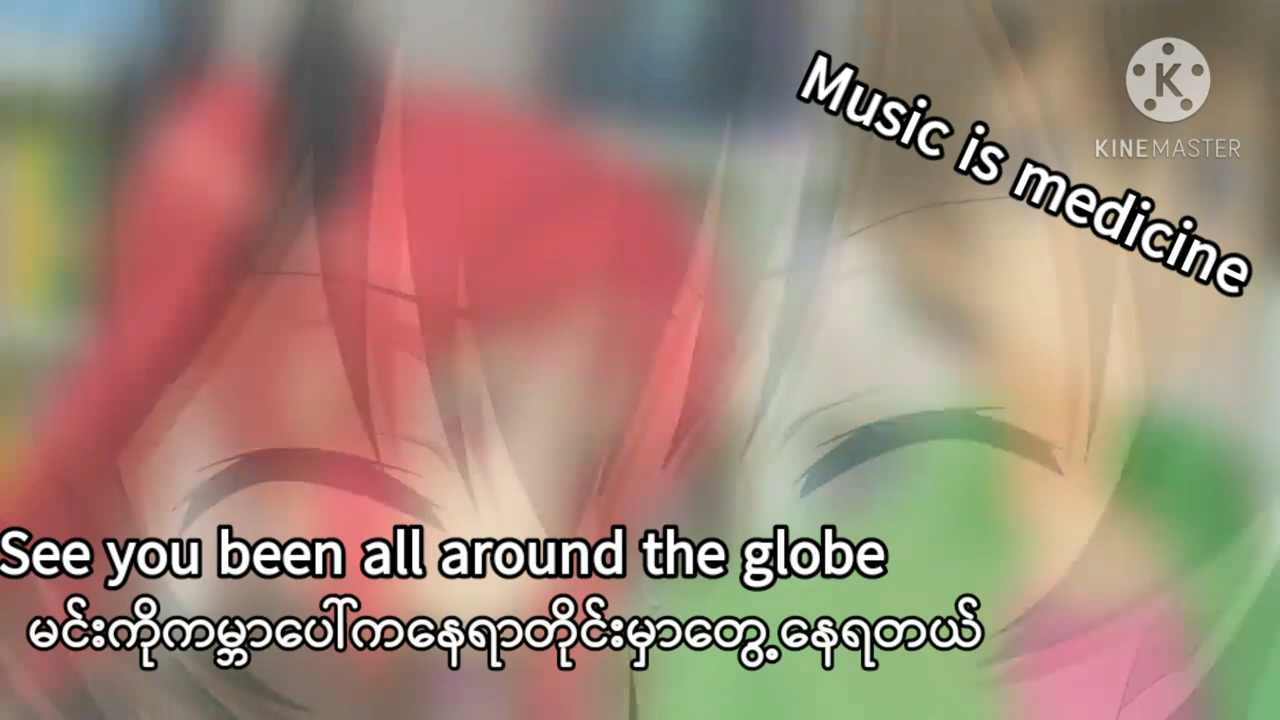 Music is medicine
K
KINEMASTER
See you been all around the globe
မင်းကိုကမ္ဘာပေါ်ကနေရာတိုင်းမှာတွေ့နေရတယ်